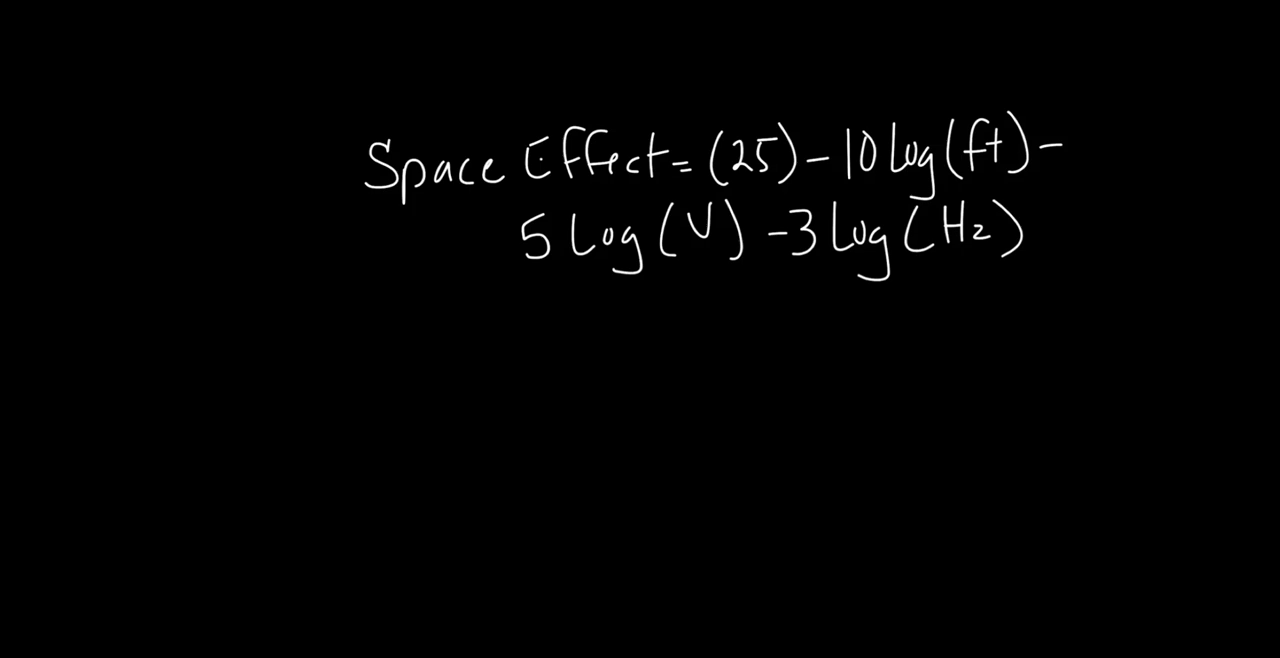 Space Effect = (25) - 10 log (ft) -
5 log (V) - 3 log (Hz)